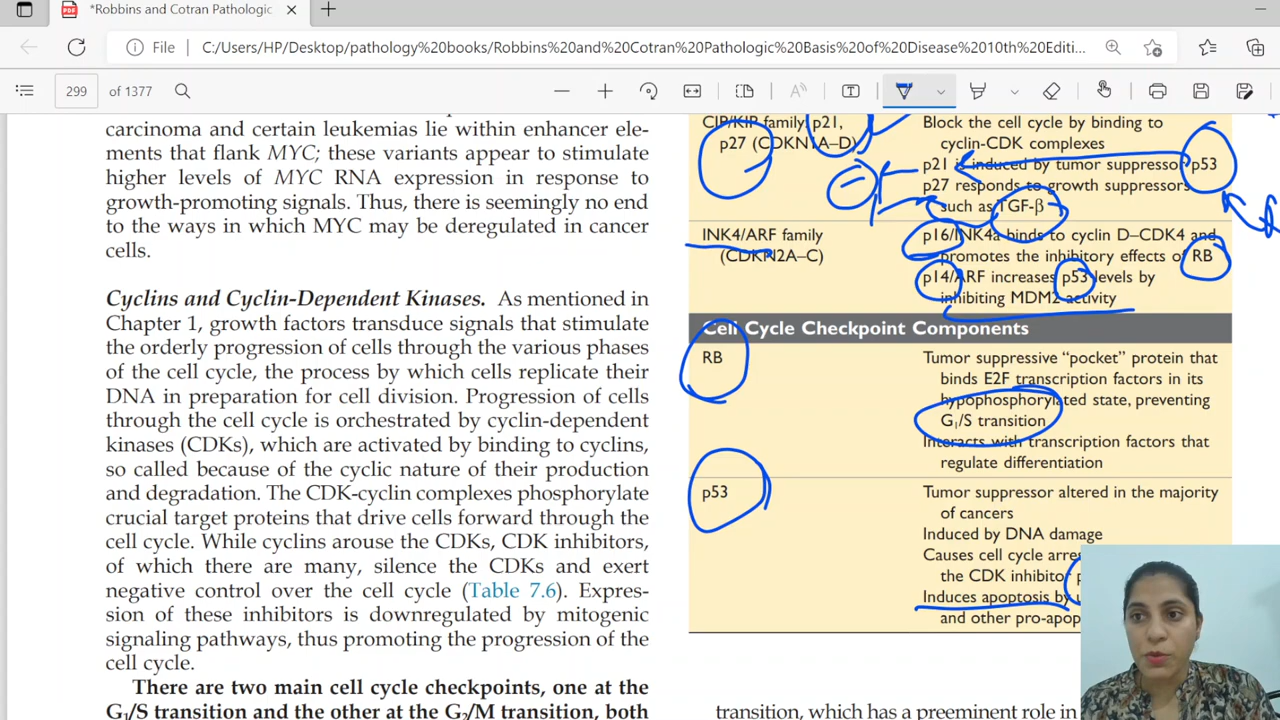 *Robbins and Cotran Pathologic
File
C:/Users/HP/Desktop/pathology%20books/Robbins%20and%20Cotran%20Pathologic%20Basis%20of%20Disease%2010th%20Editi...
299 of 1377
carcinoma and certain leukemias lie within enhancer ele-
ments that flank MYC; these variants appear to stimulate
higher levels of MYC RNA expression in response to
growth-promoting signals. Thus, there is seemingly no end
to the ways in which MYC may be deregulated in cancer
cells.
Cyclins and Cyclin-Dependent Kinases. As mentioned in
Chapter 1, growth factors transduce signals that stimulate
the orderly progression of cells through the various phases
of the cell cycle, the process by which cells replicate their
DNA in preparation for cell division. Progression of cells
through the cell cycle is orchestrated by cyclin-dependent
kinases (CDKs), which are activated by binding to cyclins,
so called because of the cyclic nature of their production
and degradation. The CDK-cyclin complexes phosphorylate
crucial target proteins that drive cells forward through the
cell cycle. While cyclins arouse the CDKs, CDK inhibitors,
of which there are many, silence the CDKs and exert
negative control over the cell cycle (Table 7.6). Expres-
sion of these inhibitors is downregulated by mitogenic
signaling pathways, thus promoting the progression of the
cell cycle.
There are two main cell cycle checkpoints, one at the
G₁/S transition and the other at the G₂/M transition, both
CIP/KIP family p21,
p27 (CDKN1A–D)
Block the cell cycle by binding to
cyclin-CDK complexes
p21 is induced by tumor suppressor p53
p27 responds to growth suppressors
such as TGF-β
INK4/ARF family
(CDKN2A–C)
p16/INK4a binds to cyclin D–CDK4 and
promotes the inhibitory effects of RB
p14/ARF increases p53 levels by
inhibiting MDM2 activity
Cell Cycle Checkpoint Components
RB
Tumor suppressive “pocket” protein that
binds E2F transcription factors in its
hypophosphorylated state, preventing
G₁/S transition
Interacts with transcription factors that
regulate differentiation
p53
Tumor suppressor altered in the majority
of cancers
Induced by DNA damage
Causes cell cycle
the CDK inhibitor
Induces apoptosis by
and other
transition, which has a preeminent role in